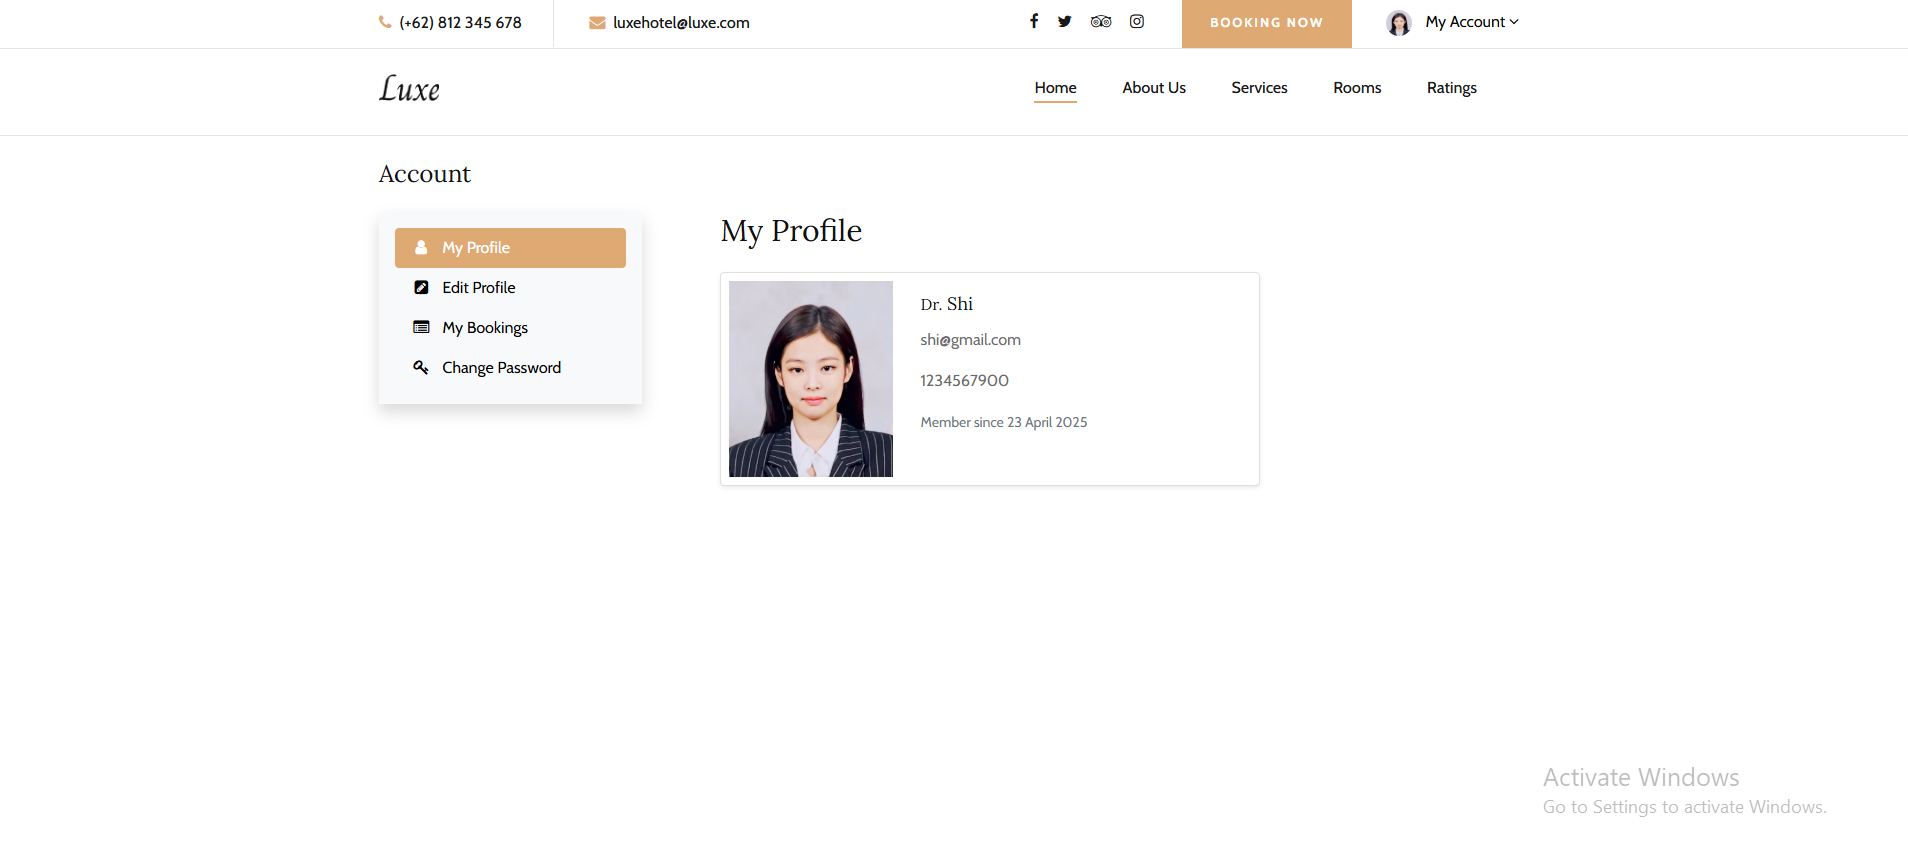 (+62) 812 345 678
luxehotel@luxe.com
BOOKING NOW
My Account
Luxe
Home
About Us
Services
Rooms
Ratings
Account
My Profile
Edit Profile
My Bookings
Change Password
My Profile
Dr. Shi
shi@gmail.com
1234567900
Member since 23 April 2025
Activate Windows
Go to Settings to activate Windows.